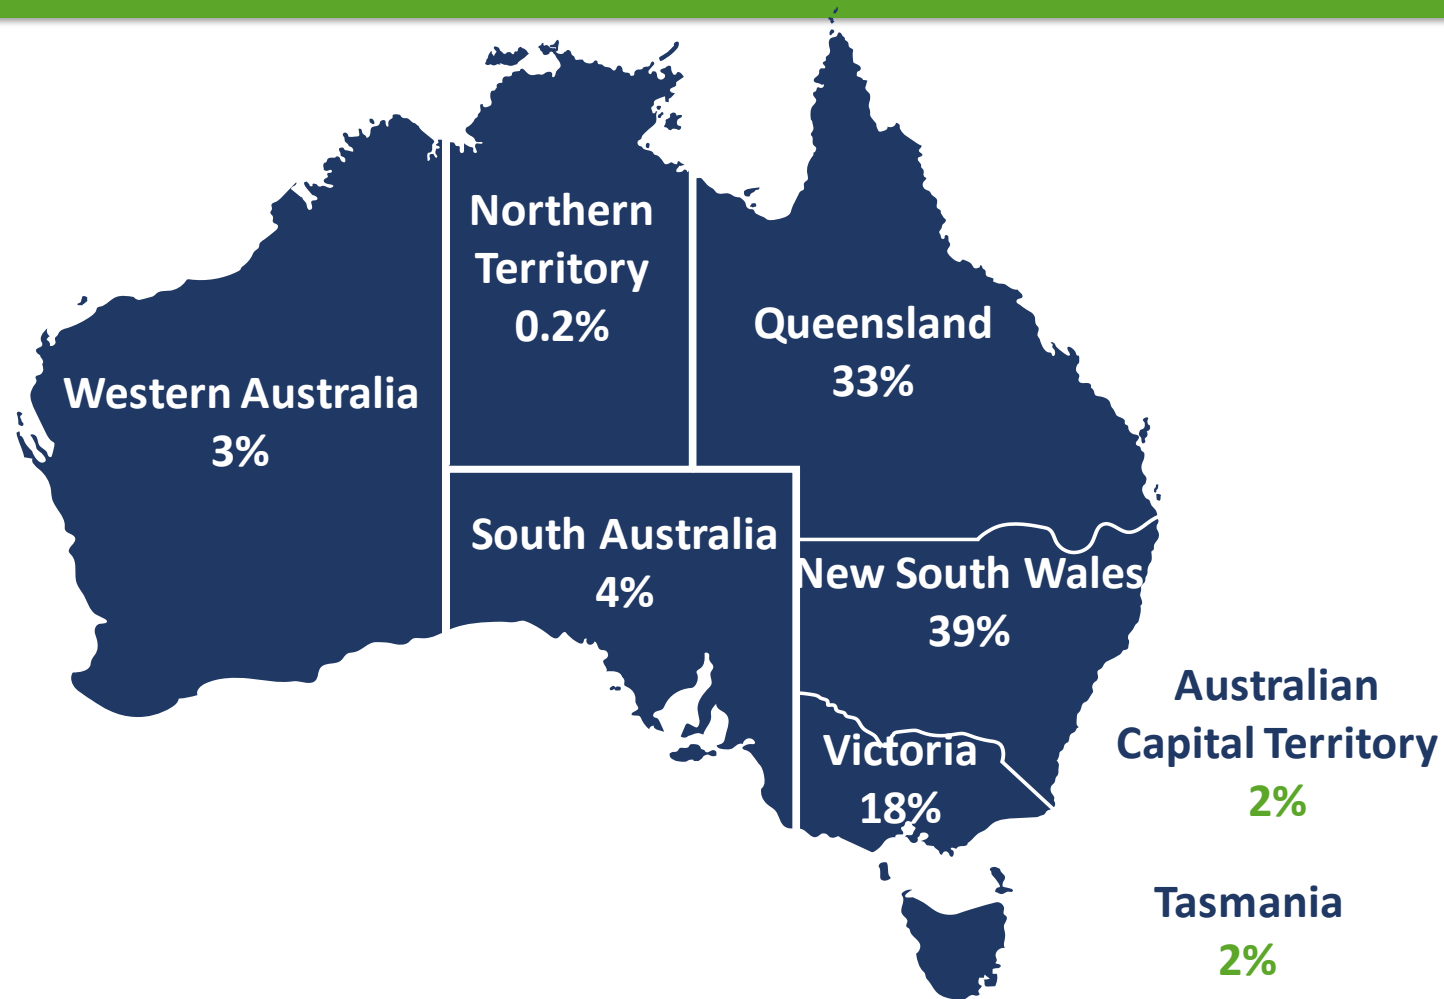 Northern
Territory
0.2%
Queensland
33%
Western Australia
3%
South Australia
4%
New South Wales
39%
Victoria
18%
Australian
Capital Territory
2%
Tasmania
2%